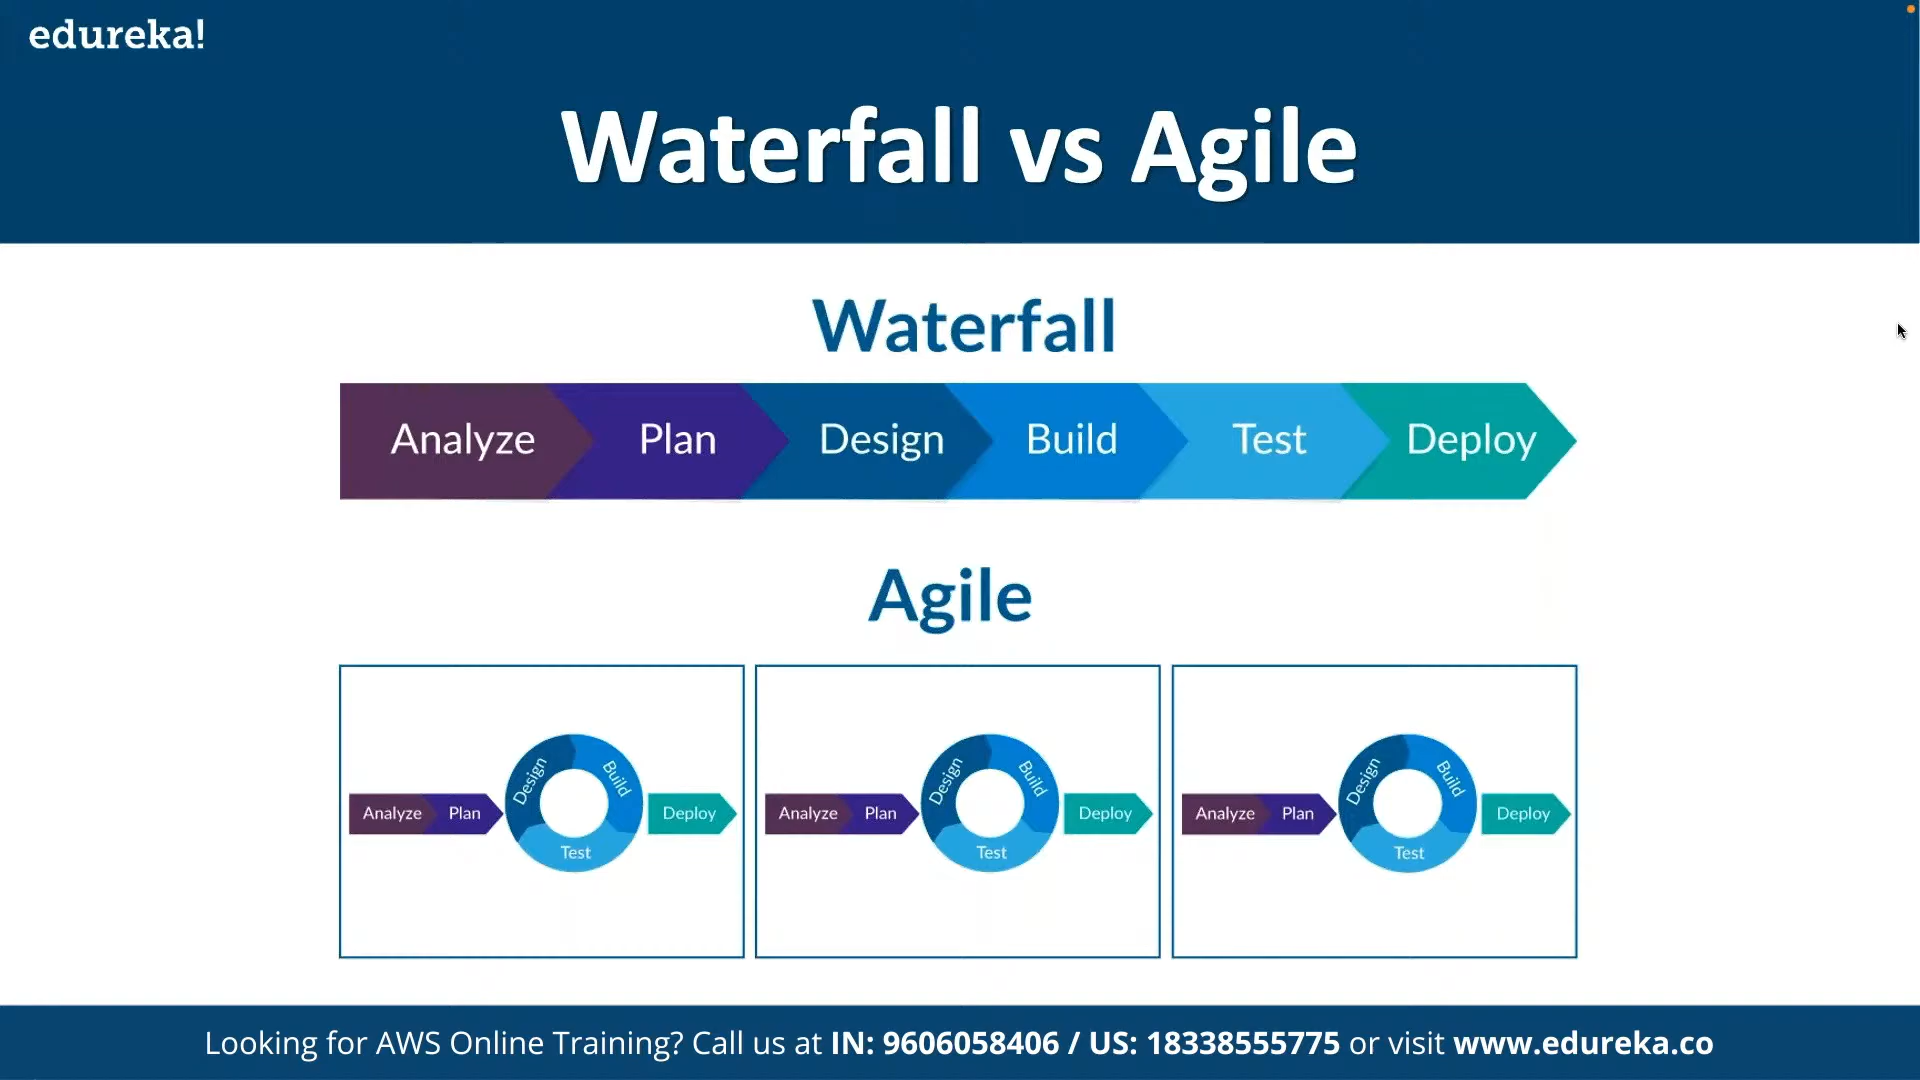 edureka!
Waterfall vs Agile
Waterfall
Analyze Plan Design Build Test Deploy
Agile
Analyze Plan Design Build Test Deploy
Analyze Plan Design Build Test Deploy
Analyze Plan Design Build Test Deploy
Looking for AWS Online Training? Call us at IN: 9606058406 / US: 18338555775 or visit www.edureka.co